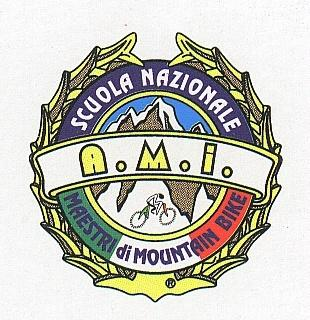 SCUOLA NAZIONALE
A.M.i.
MAESTRI di MOUNTAIN BIKE
®